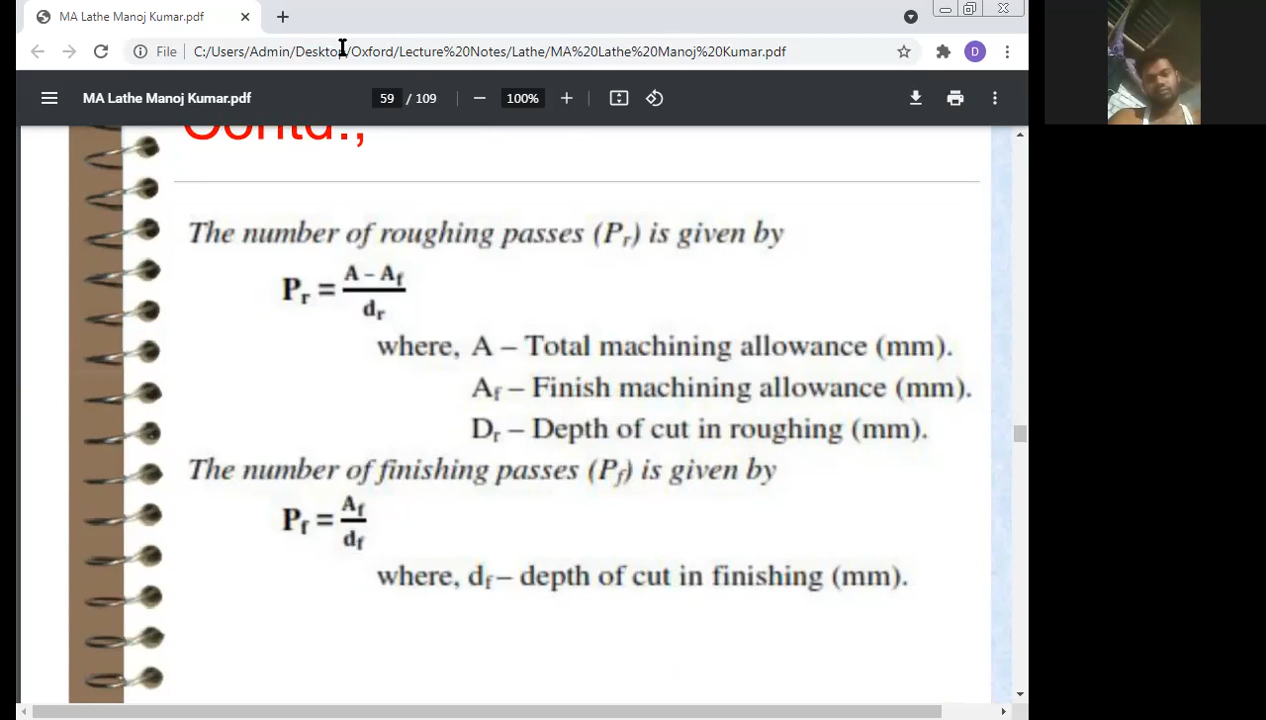 MA Lathe Manoj Kumar.pdf
File
C:/Users/Admin/Desktop/Oxford/Lecture%20Notes/Lathe/MA%20Lathe%20Manoj%20Kumar.pdf
D
MA Lathe Manoj Kumar.pdf
59 / 109
100%
Contd.,
The number of roughing passes (Pr) is given by
Pr = A – Af / dr
where, A – Total machining allowance (mm).
Af – Finish machining allowance (mm).
Dr – Depth of cut in roughing (mm).
The number of finishing passes (Pf) is given by
Pf = Af / df
where, df – depth of cut in finishing (mm).